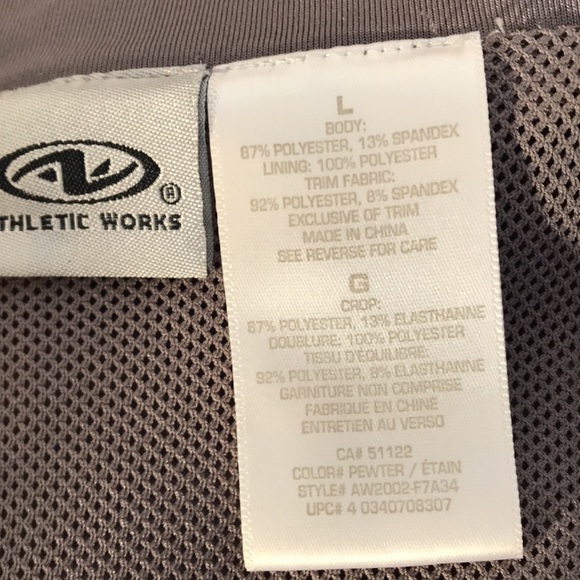 THLETIC WORKS
®
L
BODY:
87% POLYESTER, 13% SPANDEX
LINING: 100% POLYESTER
TRIM FABRIC:
92% POLYESTER, 8% SPANDEX
EXCLUSIVE OF TRIM
MADE IN CHINA
SEE REVERSE FOR CARE
G
CROP:
87% POLYESTER, 13% ELASTHANNE
DOUBLURE: 100% POLYESTER
TISSU D'ÉQUILIBRE:
92% POLYESTER, 8% ELASTHANNE
GARNITURE NON COMPRISE
FABRIQUE EN CHINE
ENTRETIEN AU VERSO
CA# 51122
COLOR# PEWTER / ÉTAIN
STYLE# AW2002-F7A34
UPC# 4 0340708307